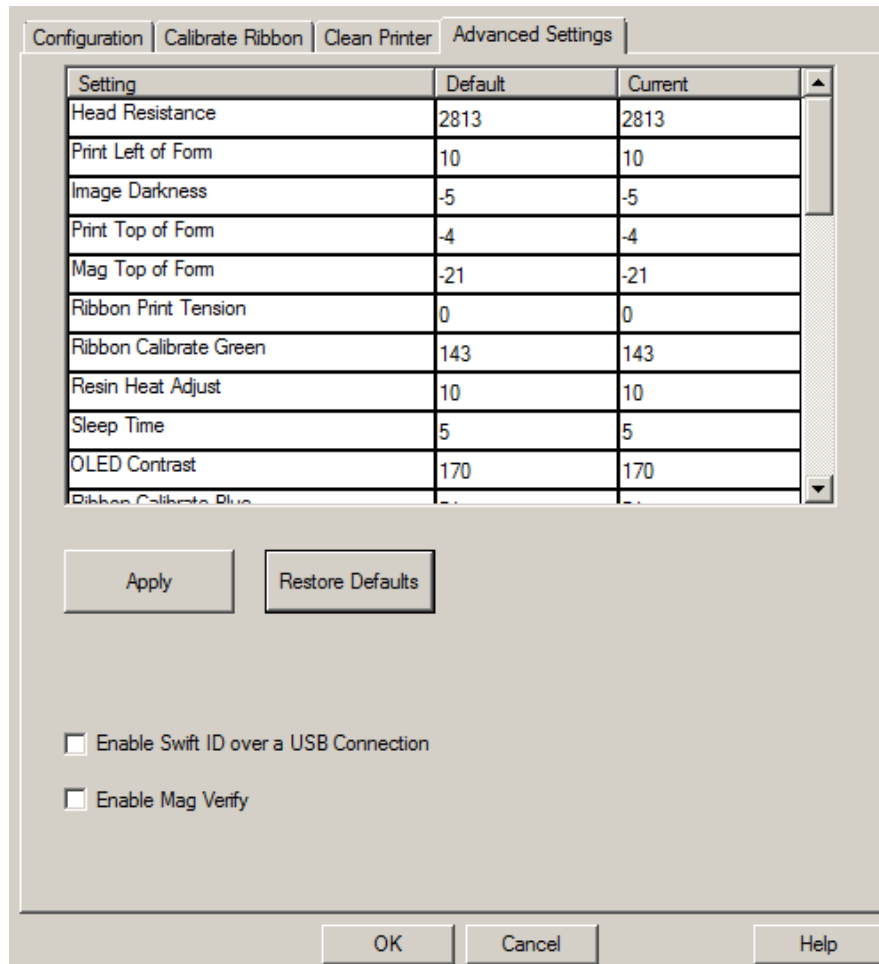 Configuration Calibrate Ribbon Clean Printer Advanced Settings
Setting Default Current
Head Resistance 2813 2813
Print Left of Form 10 10
Image Darkness -5 -5
Print Top of Form -4 -4
Mag Top of Form -21 -21
Ribbon Print Tension 0 0
Ribbon Calibrate Green 143 143
Resin Heat Adjust 10 10
Sleep Time 5 5
OLED Contrast 170 170
Ribbon Calibrate Blue
Apply Restore Defaults
Enable Swift ID over a USB Connection
Enable Mag Verify
OK Cancel Help